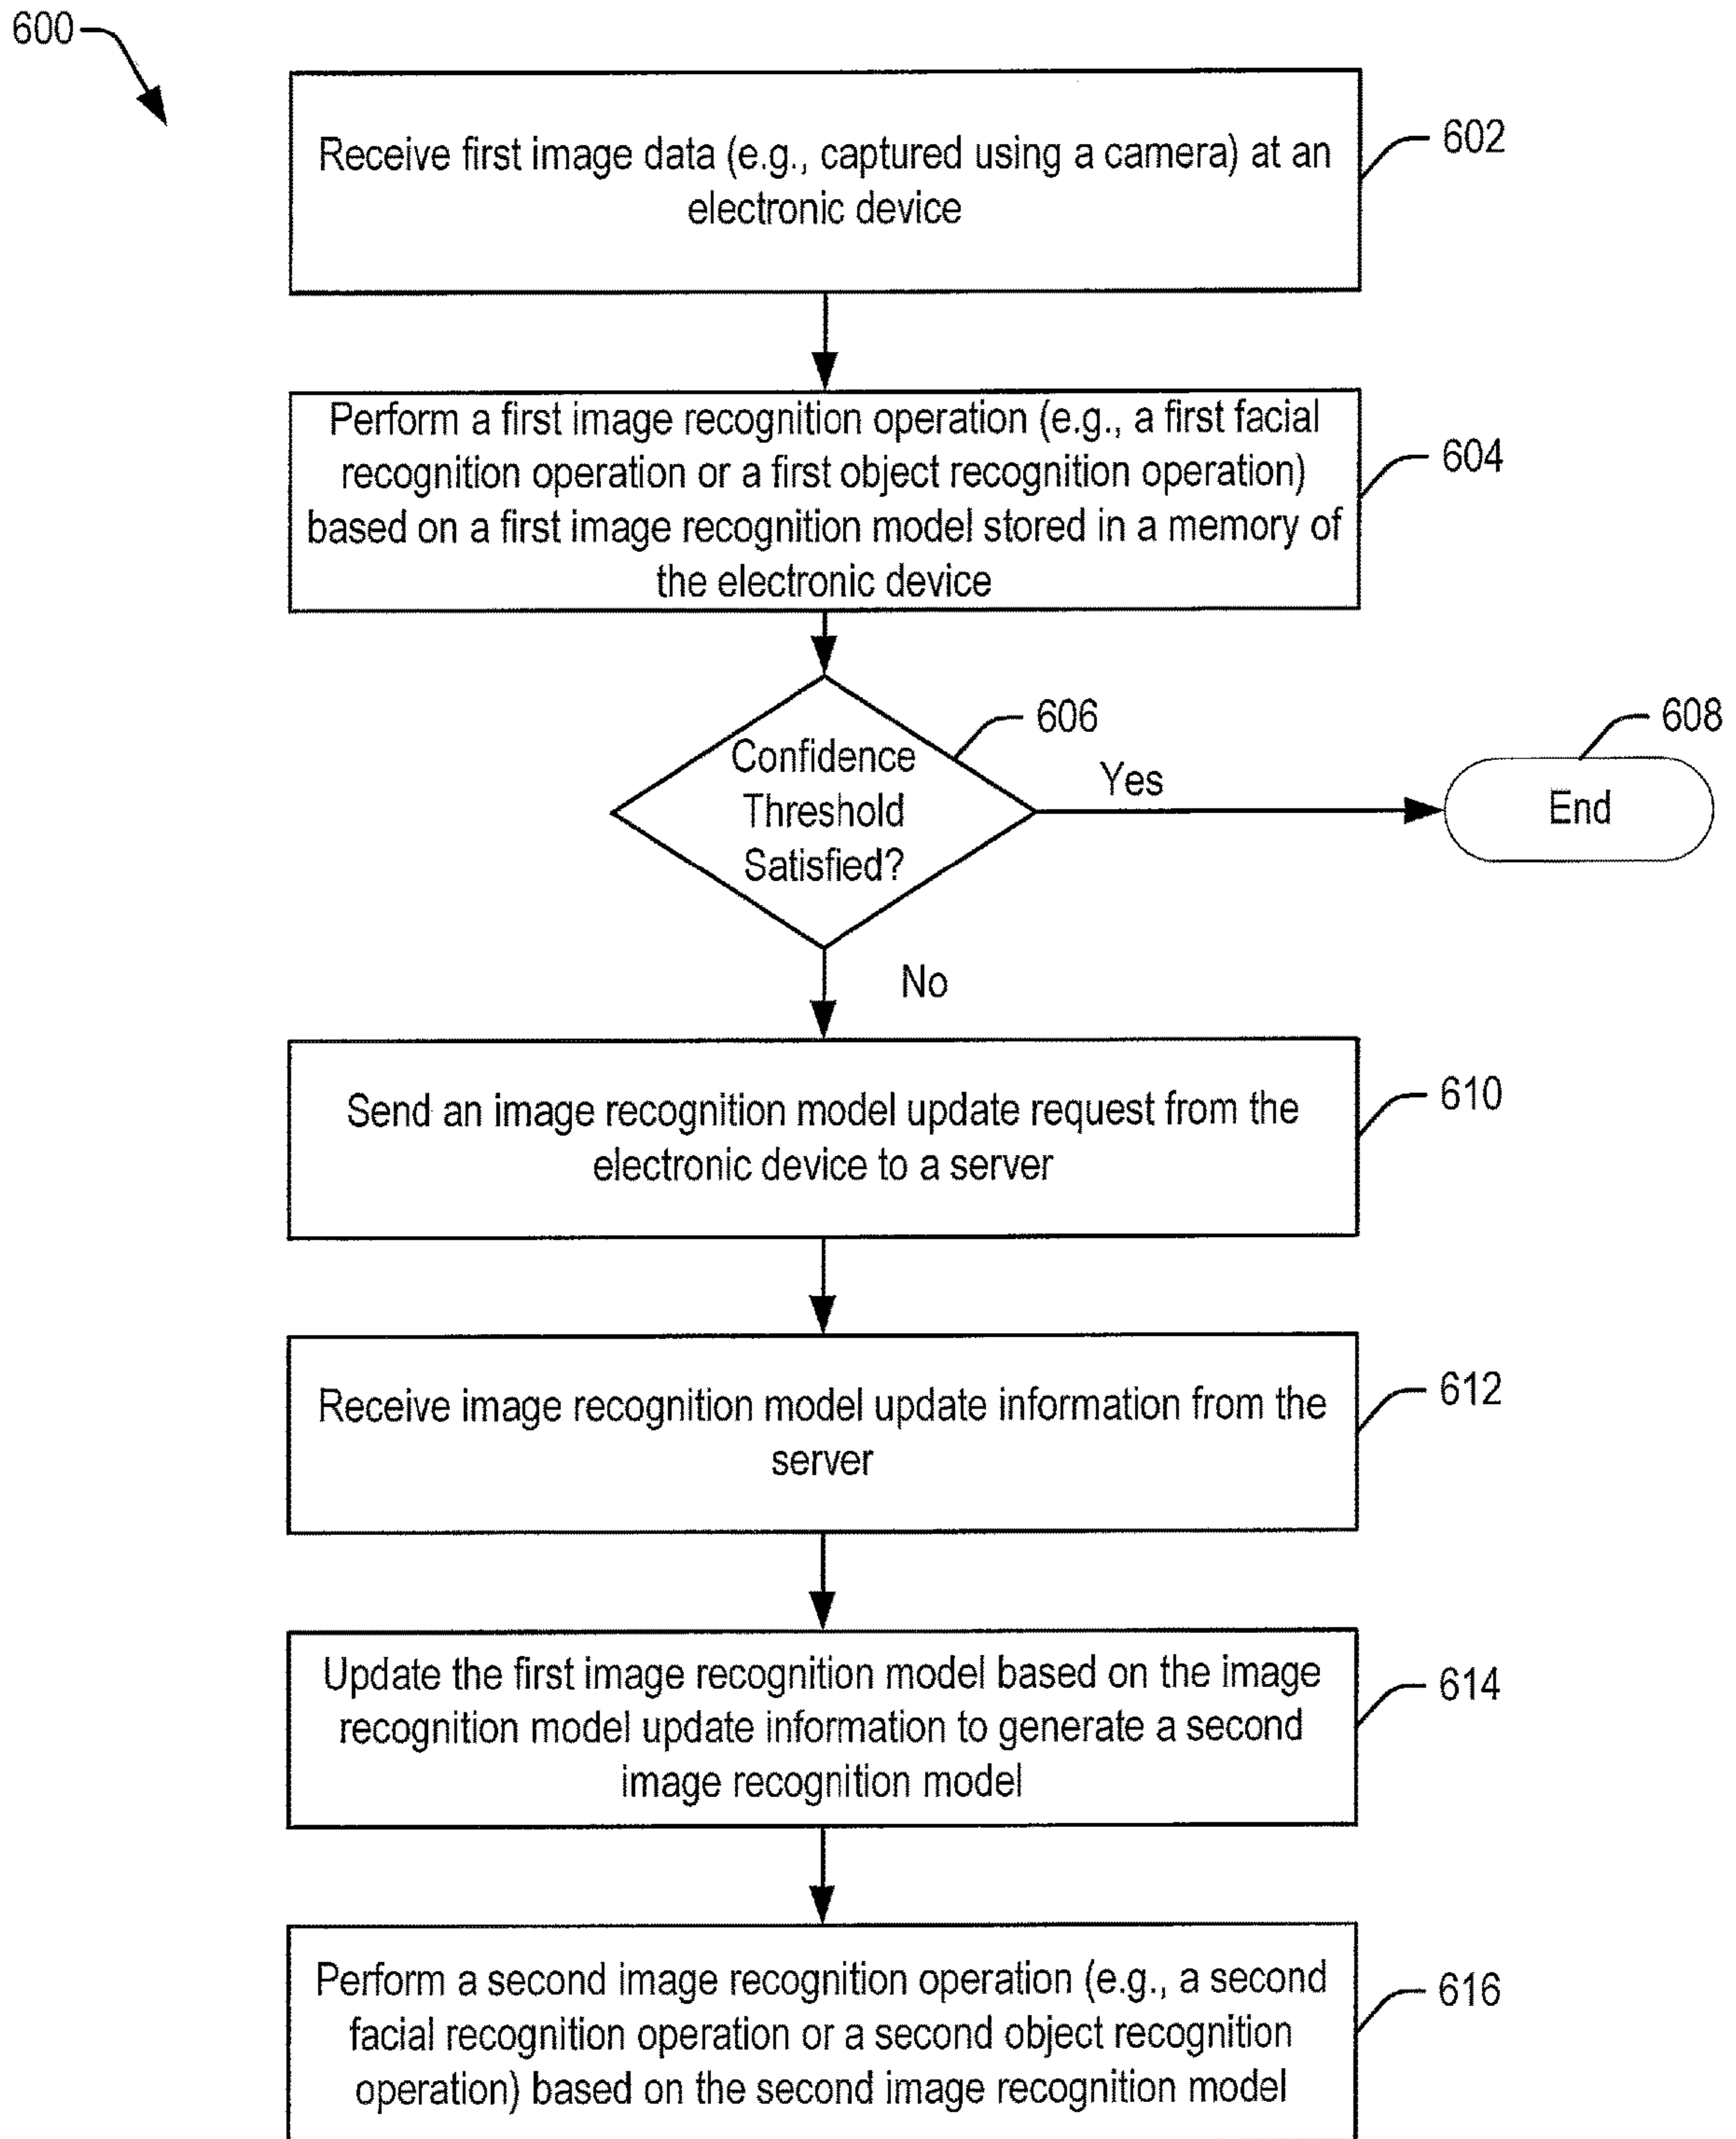 600
Receive first image data (e.g., captured using a camera) at an
electronic device
602
Perform a first image recognition operation (e.g., a first facial
recognition operation or a first object recognition operation)
based on a first image recognition model stored in a memory of
the electronic device
604
Confidence
Threshold
Satisfied?
606
Yes
608
End
No
Send an image recognition model update request from the
electronic device to a server
610
Receive image recognition model update information from the
server
612
Update the first image recognition model based on the image
recognition model update information to generate a second
image recognition model
614
Perform a second image recognition operation (e.g., a second
facial recognition operation or a second object recognition
operation) based on the second image recognition model
616